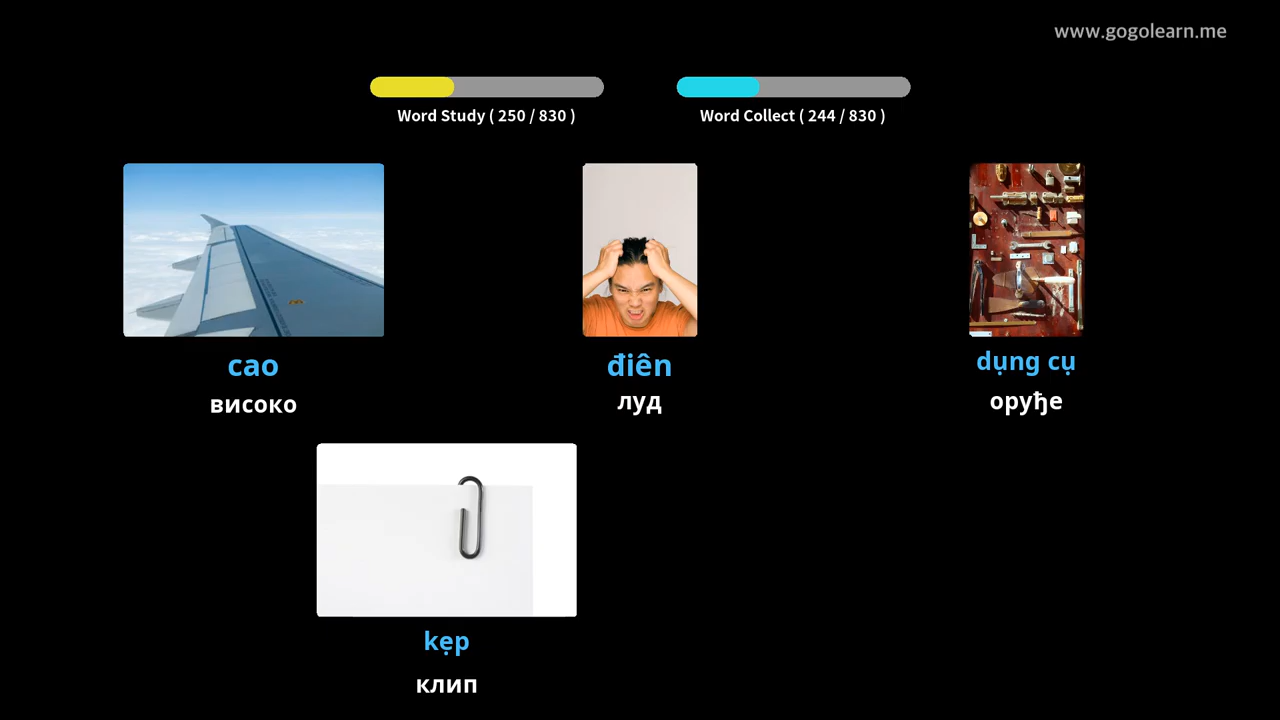 www.gogolearn.me
Word Study ( 250 / 830 )
Word Collect ( 244 / 830 )
cao
високо
điên
луд
dụng cụ
оруђе
kẹp
клип